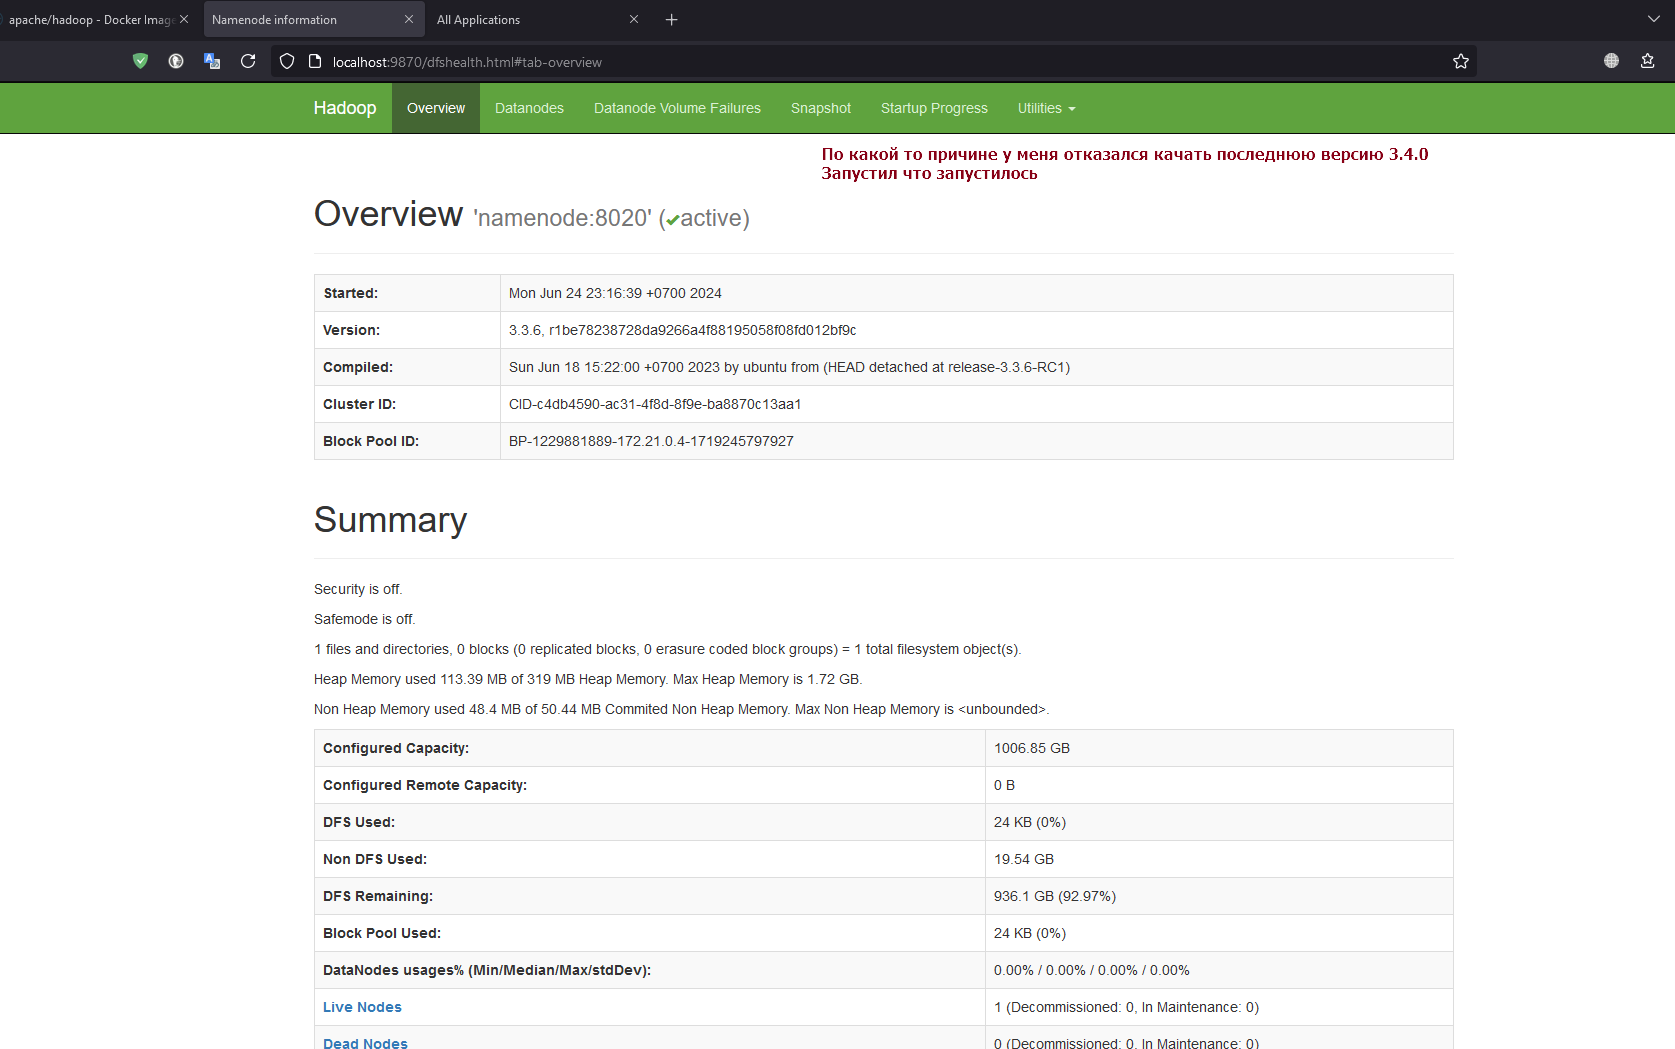 apache/hadoop - Docker Image
Namenode information
All Applications
localhost:9870/dfshealth.html#tab-overview
Hadoop Overview Datanodes Datanode Volume Failures Snapshot Startup Progress Utilities
По какой то причине у меня отказался качать последнюю версию 3.4.0
Запустил что запустилось
Overview 'namenode:8020' (✔active)
Started: Mon Jun 24 23:16:39 +0700 2024
Version: 3.3.6, r1be78238728da9266a4f88195058f08fd012bf9c
Compiled: Sun Jun 18 15:22:00 +0700 2023 by ubuntu from (HEAD detached at release-3.3.6-RC1)
Cluster ID: CID-c4db4590-ac31-4f8d-8f9e-ba8870c13aa1
Block Pool ID: BP-1229881889-172.21.0.4-1719245797927
Summary
Security is off.
Safemode is off.
1 files and directories, 0 blocks (0 replicated blocks, 0 erasure coded block groups) = 1 total filesystem object(s).
Heap Memory used 113.39 MB of 319 MB Heap Memory. Max Heap Memory is 1.72 GB.
Non Heap Memory used 48.4 MB of 50.44 MB Commited Non Heap Memory. Max Non Heap Memory is <unbounded>.
Configured Capacity: 1006.85 GB
Configured Remote Capacity: 0 B
DFS Used: 24 KB (0%)
Non DFS Used: 19.54 GB
DFS Remaining: 936.1 GB (92.97%)
Block Pool Used: 24 KB (0%)
DataNodes usages% (Min/Median/Max/stdDev): 0.00% / 0.00% / 0.00% / 0.00%
Live Nodes 1 (Decommissioned: 0, In Maintenance: 0)
Dead Nodes 0 (Decommissioned: 0, In Maintenance: 0)